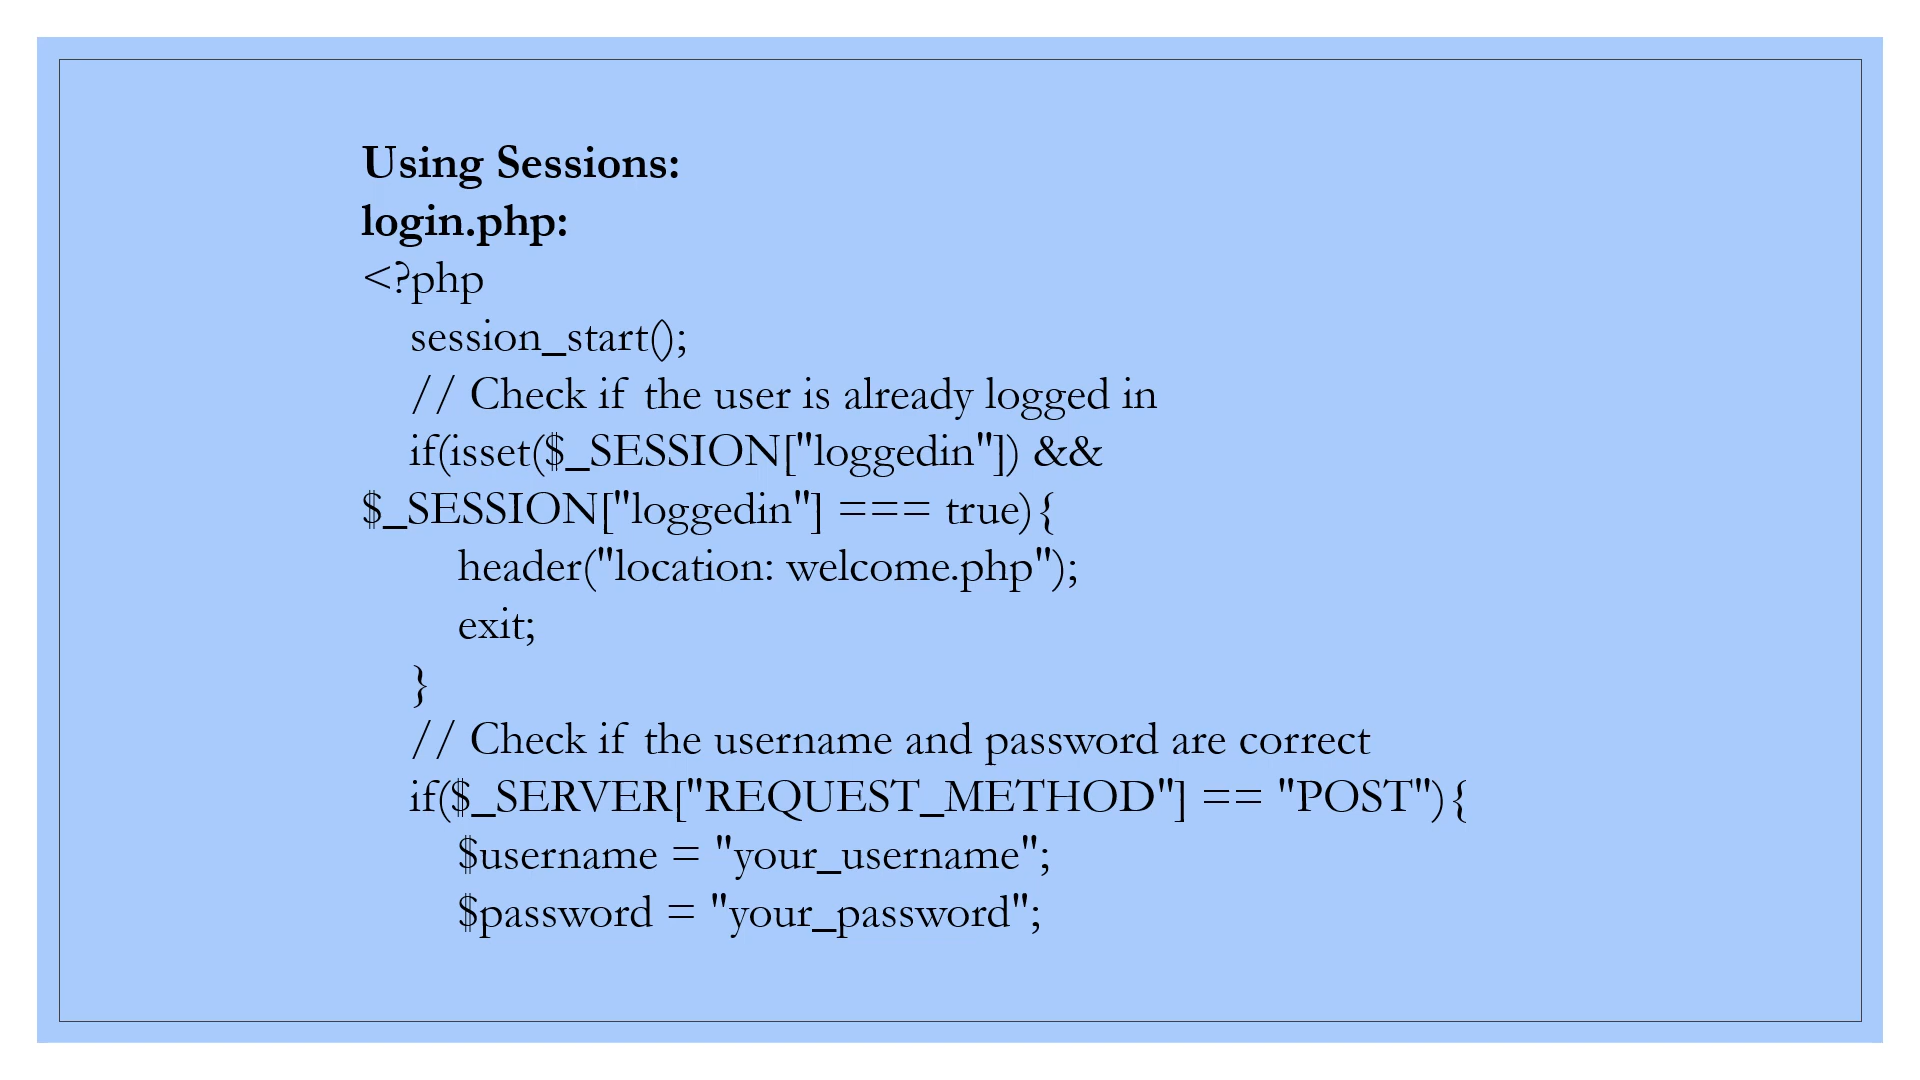 Using Sessions:
login.php:
<?php
session_start();
// Check if the user is already logged in
if(isset($_SESSION["loggedin"]) &&
$_SESSION["loggedin"] === true){
header("location: welcome.php");
exit;
}
// Check if the username and password are correct
if($_SERVER["REQUEST_METHOD"] == "POST"){
$username = "your_username";
$password = "your_password";